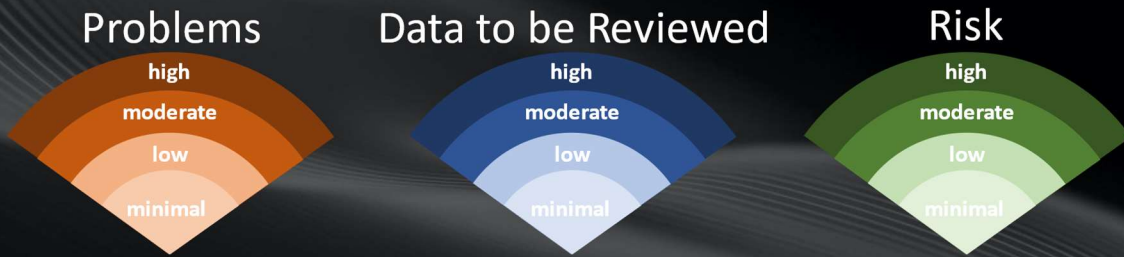 Problems
high
moderate
low
minimal
Data to be Reviewed
high
moderate
low
minimal
Risk
high
moderate
low
minimal